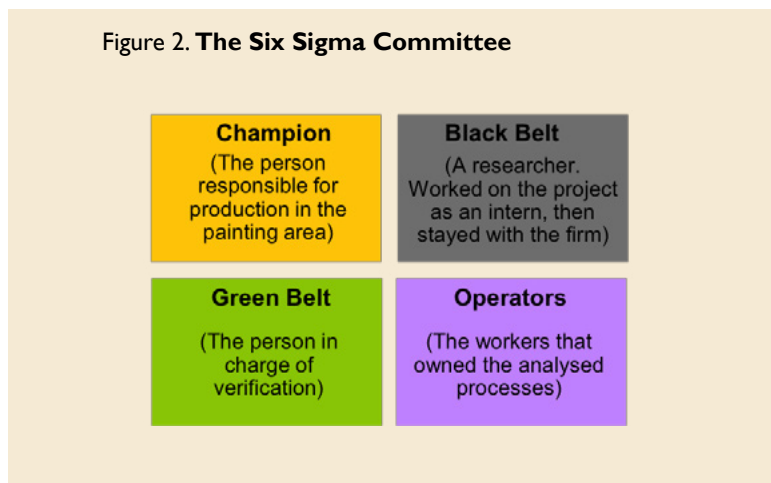 Figure 2. The Six Sigma Committee
Champion
(The person
responsible for
production in the
painting area)
Black Belt
(A researcher.
Worked on the project
as an intern, then
stayed with the firm)
Green Belt
(The person in
charge of
verification)
Operators
(The workers that
owned the analysed
processes)